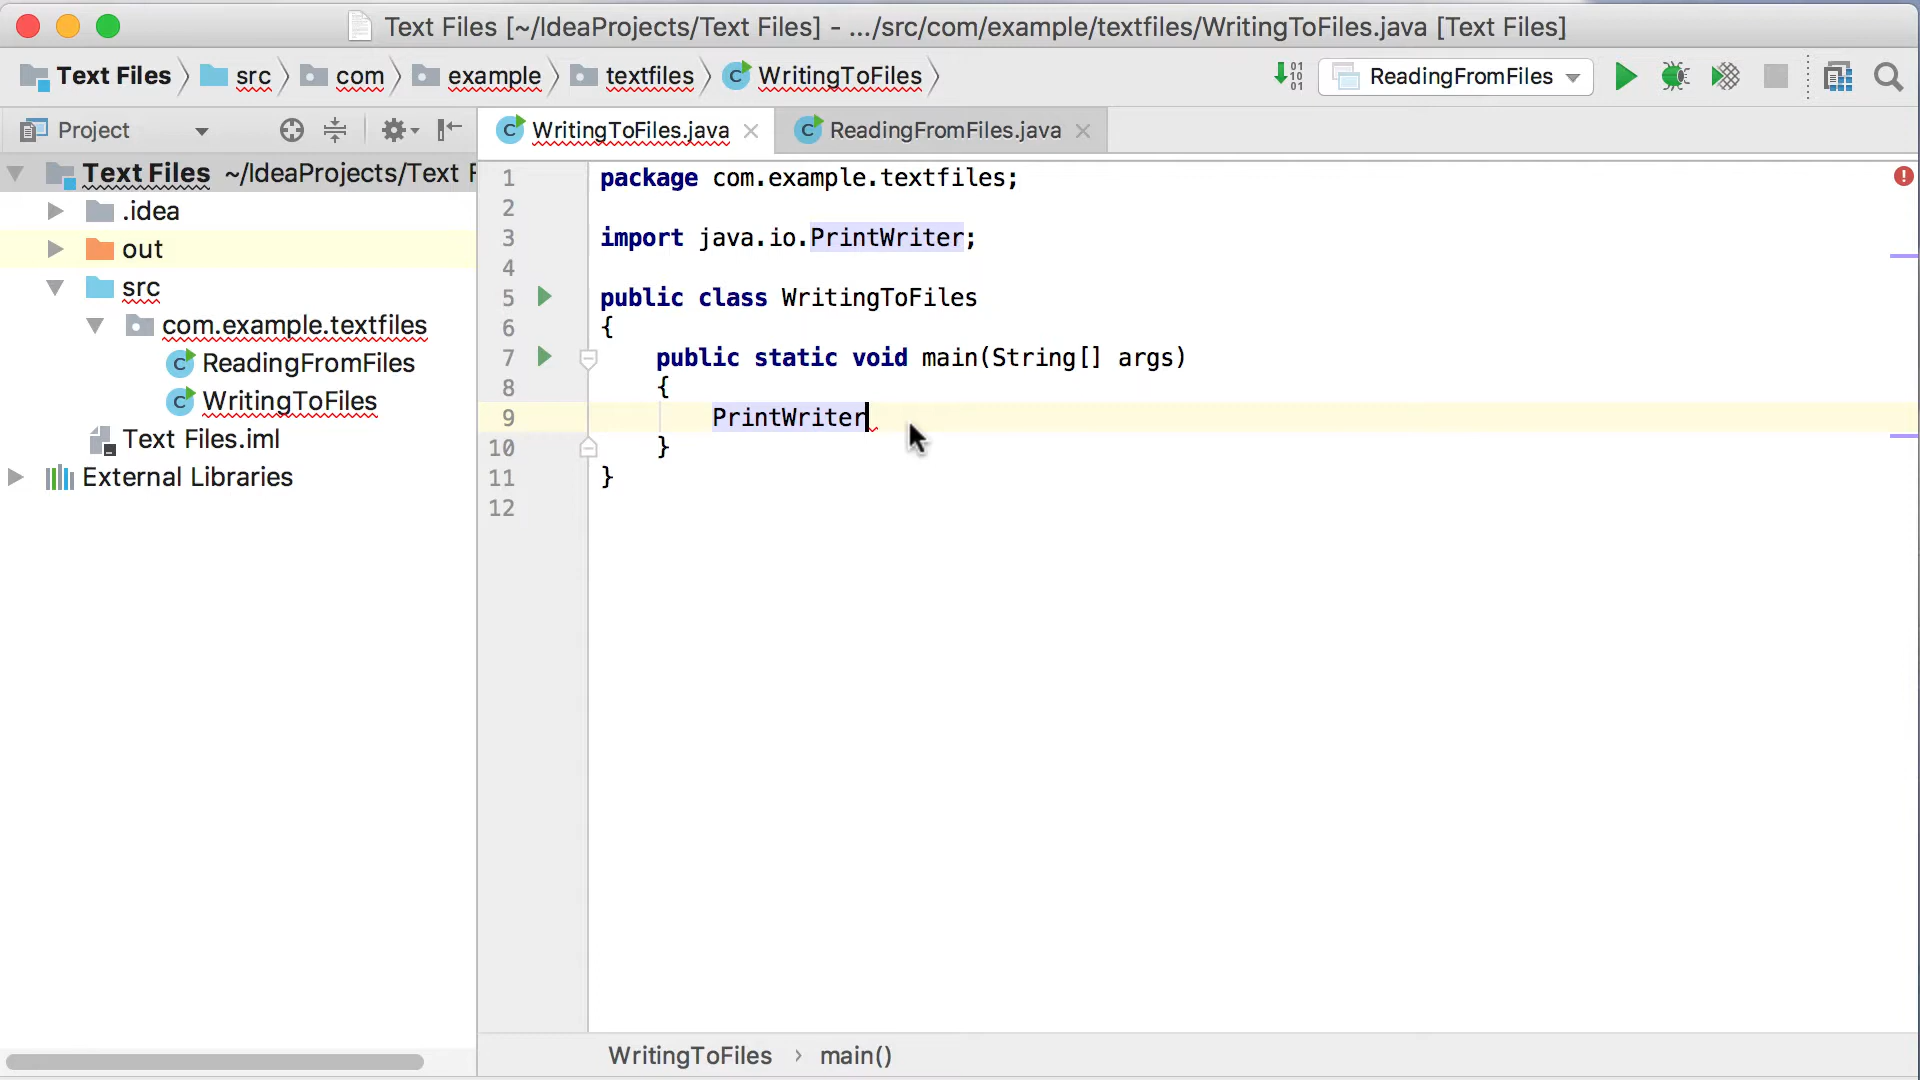 Text Files [~/IdeaProjects/Text Files] - .../src/com/example/textfiles/WritingToFiles.java [Text Files]
Text Files src com example textfiles WritingToFiles ReadingFromFiles
Project
WritingToFiles.java ReadingFromFiles.java
Text Files ~/IdeaProjects/Text F
.idea
out
src
com.example.textfiles
ReadingFromFiles
WritingToFiles
Text Files.iml
External Libraries
1 package com.example.textfiles;
2
3 import java.io.PrintWriter;
4
5 public class WritingToFiles
6 {
7 public static void main(String[] args)
8 {
9 PrintWriter
10 }
11 }
12
WritingToFiles › main()